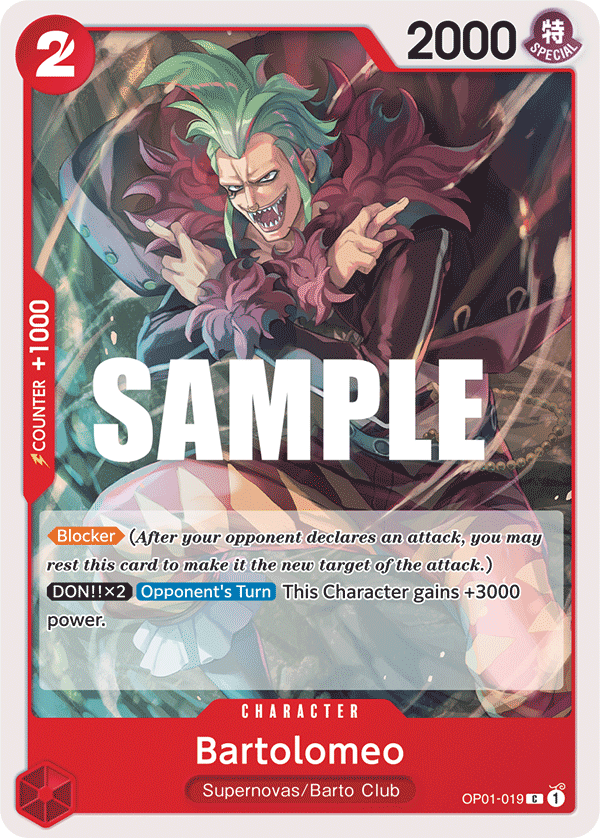 2
2000
特
SPECIAL
COUNTER +1000
SAMPLE
Blocker (After your opponent declares an attack, you may
rest this card to make it the new target of the attack.)
DON!!×2 Opponent's Turn This Character gains +3000
power.
CHARACTER
Bartolomeo
Supernovas/Barto Club
OP01-019 C 1